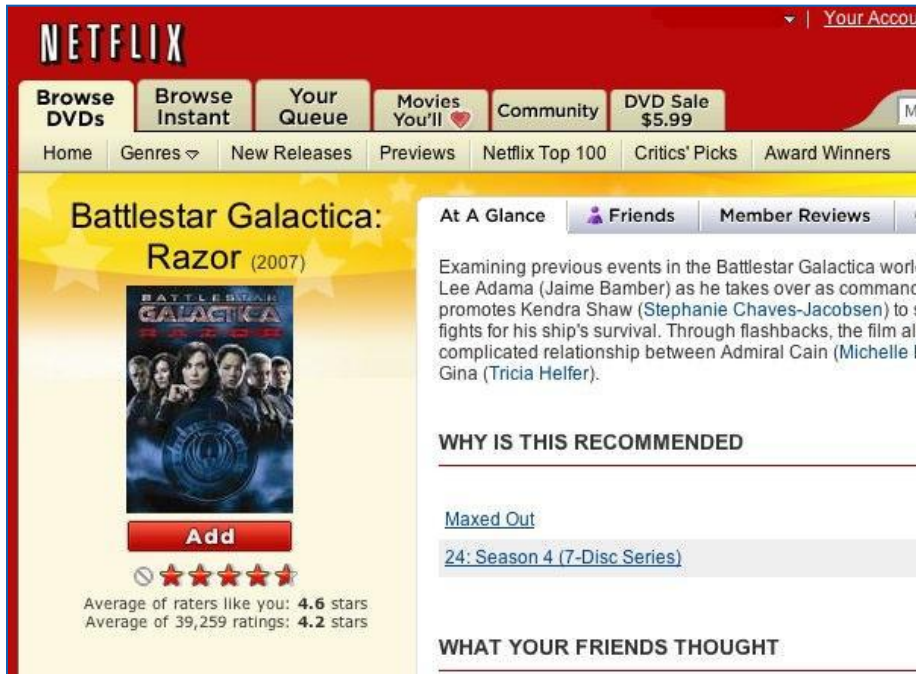 Your Accou
NETFLIX
Browse DVDs
Browse Instant
Your Queue
Movies You'll
Community
DVD Sale $5.99
M
Home Genres New Releases Previews Netflix Top 100 Critics' Picks Award Winners
Battlestar Galactica:
Razor (2007)
BATTLESTAR
GALACTICA
RAZOR
Add
Average of raters like you: 4.6 stars
Average of 39,259 ratings: 4.2 stars
At A Glance Friends Member Reviews
Examining previous events in the Battlestar Galactica worl
Lee Adama (Jaime Bamber) as he takes over as command
promotes Kendra Shaw (Stephanie Chaves-Jacobsen) to s
fights for his ship's survival. Through flashbacks, the film al
complicated relationship between Admiral Cain (Michelle
Gina (Tricia Helfer).
WHY IS THIS RECOMMENDED
Maxed Out
24: Season 4 (7-Disc Series)
WHAT YOUR FRIENDS THOUGHT